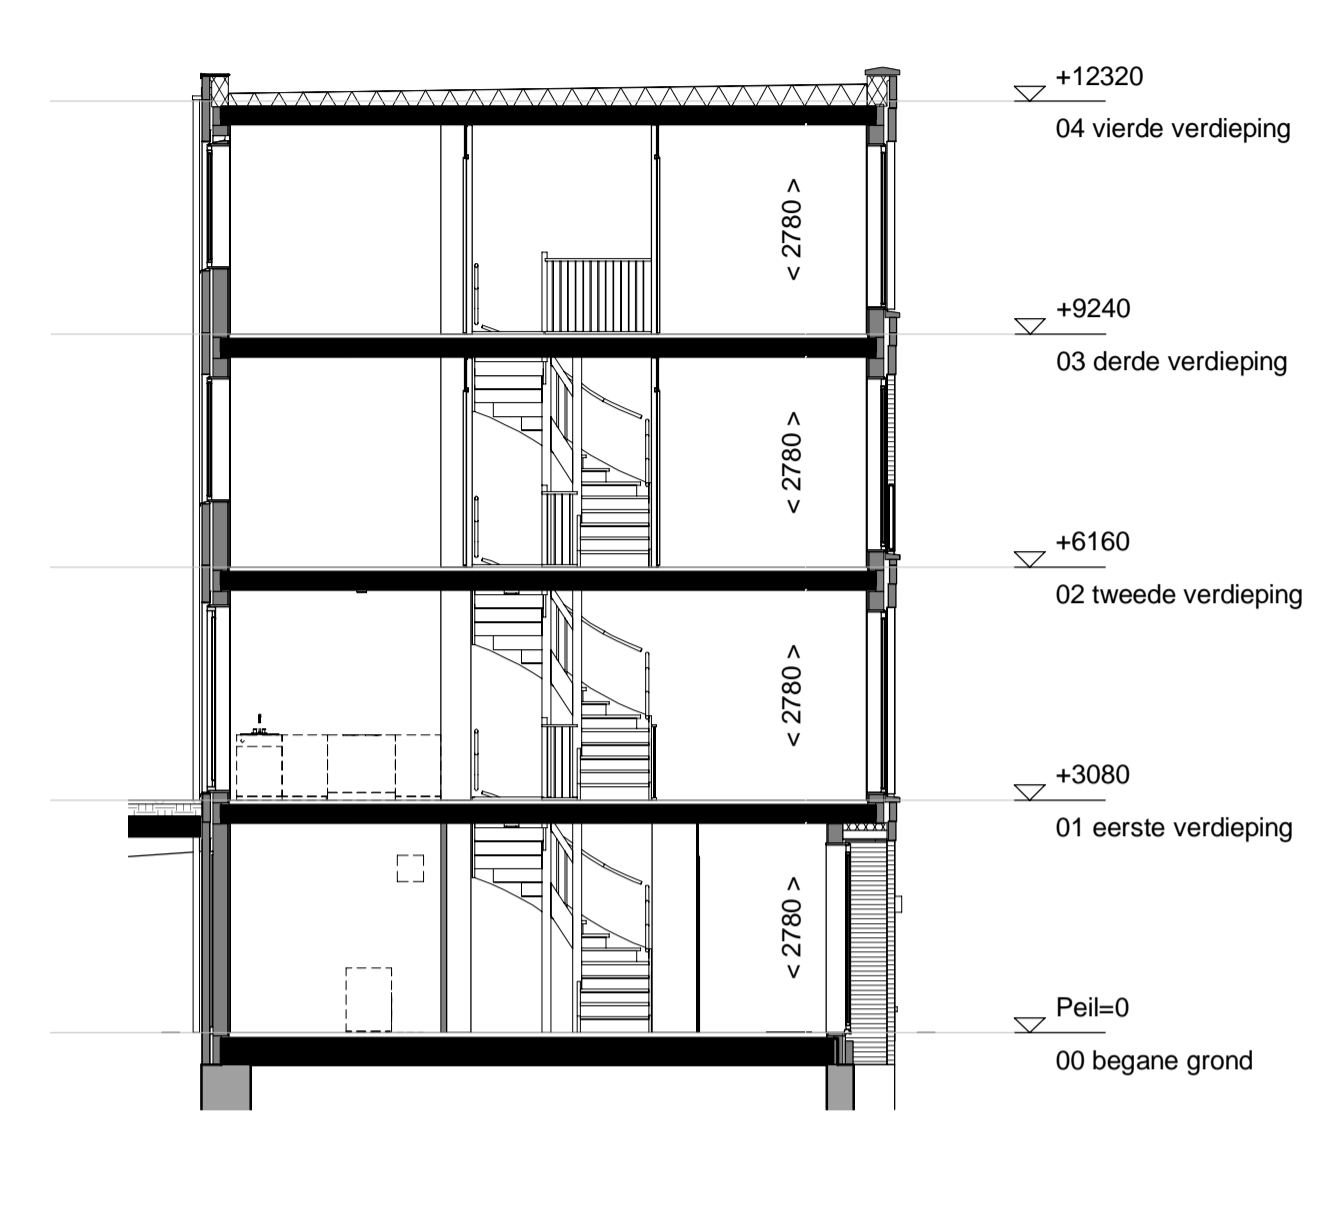 +12320
04 vierde verdieping
< 2780 >
+9240
03 derde verdieping
< 2780 >
+6160
02 tweede verdieping
< 2780 >
+3080
01 eerste verdieping
< 2780 >
Peil=0
00 begane grond